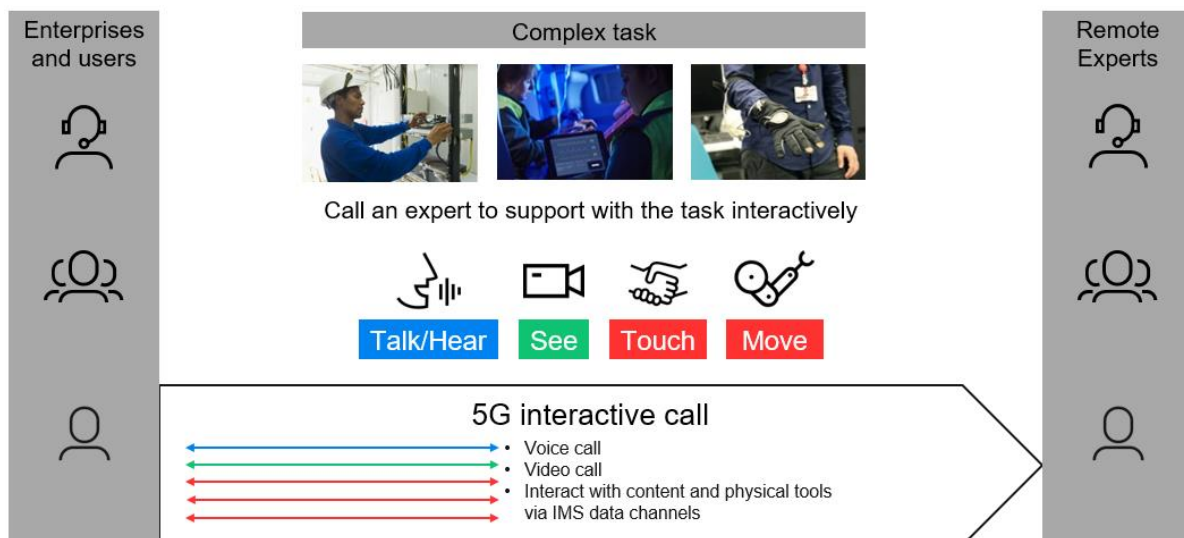 Enterprises
and users
Complex task
Remote
Experts
Call an expert to support with the task interactively
Talk/Hear
See
Touch
Move
5G interactive call
• Voice call
• Video call
• Interact with content and physical tools
via IMS data channels